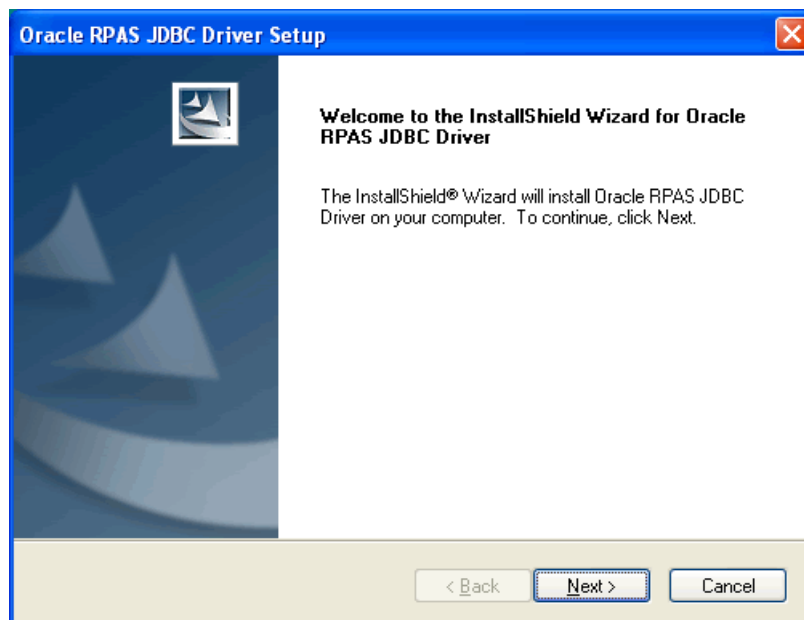 Oracle RPAS JDBC Driver Setup
Welcome to the InstallShield Wizard for Oracle
RPAS JDBC Driver
The InstallShield® Wizard will install Oracle RPAS JDBC
Driver on your computer. To continue, click Next.
< Back
Next >
Cancel